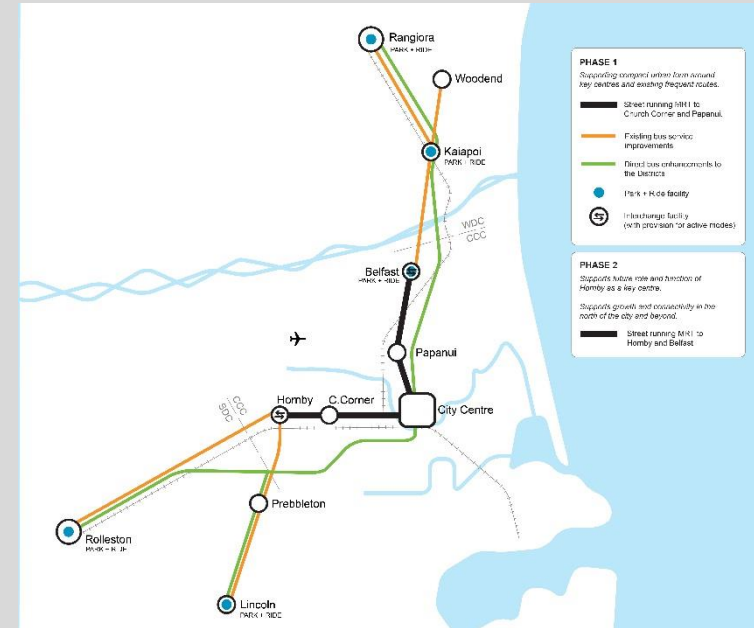 Rangiora
PARK + RIDE
Woodend
Kaiapoi
PARK + RIDE
WDC
CCC
Belfast
PARK + RIDE
Papanui
Hornby
C.Corner
City Centre
CCC
SDC
Prebbleton
Rolleston
PARK + RIDE
Lincoln
PARK + RIDE
PHASE 1
Supporting compact urban form around
key centres and existing frequent routes.
Street running MRT to
Church Corner and Papanui.
Existing bus service
improvements
Direct bus enhancements to
the Districts
Park + Ride facility
Interchange facility
(with provision for active modes)
PHASE 2
Supports future role and function of
Hornby as a key centre.
Supports growth and connectivity in the
north of the city and beyond.
Street running MRT to
Hornby and Belfast